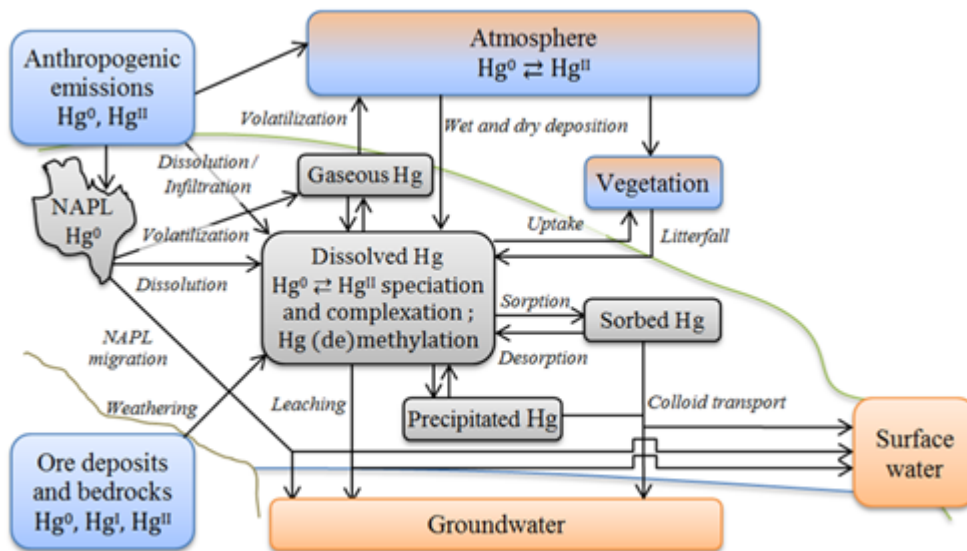 Anthropogenic
emissions
Hg⁰, Hgᴵᴵ
Atmosphere
Hg⁰ ⇄ Hgᴵᴵ
Volatilization
Wet and dry deposition
Dissolution /
Infiltration
Gaseous Hg
Vegetation
NAPL
Hg⁰
Volatilization
Uptake
Litterfall
Dissolution
Dissolved Hg
Hg⁰ ⇄ Hgᴵᴵ speciation
and complexation ;
Hg (de)methylation
Sorption
Sorbed Hg
Desorption
NAPL
migration
Weathering
Leaching
Precipitated Hg
Colloid transport
Ore deposits
and bedrocks
Hg⁰, Hgᴵ, Hgᴵᴵ
Surface
water
Groundwater